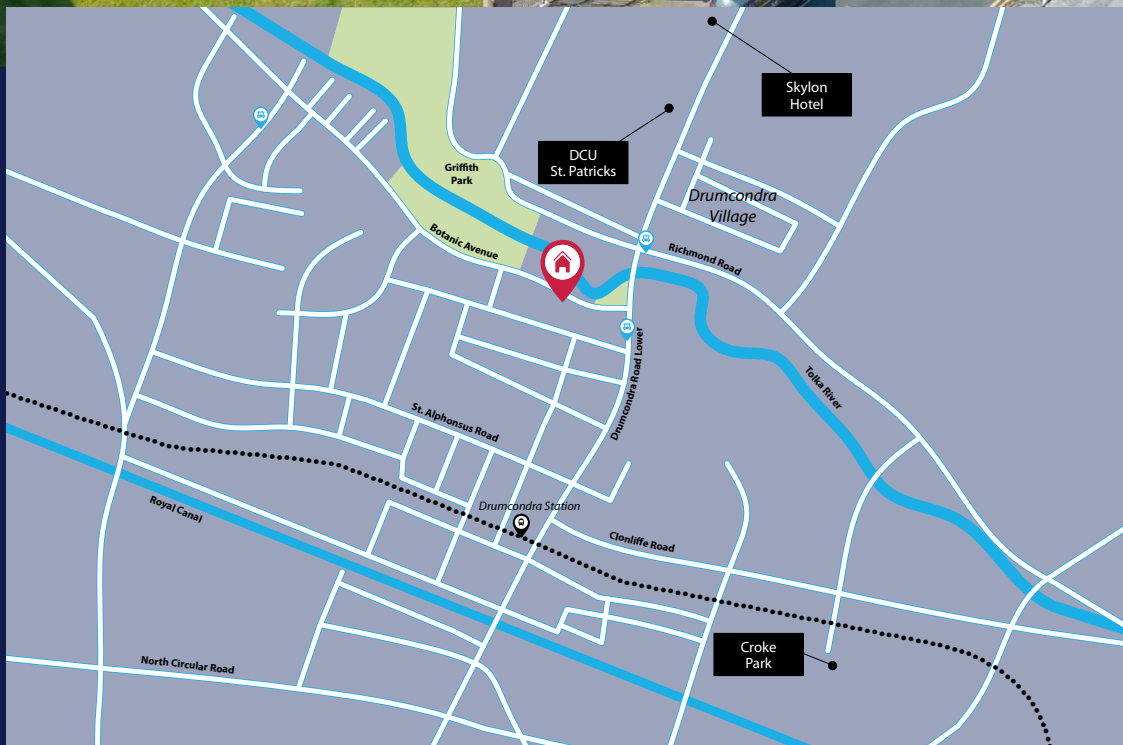 Skylon
Hotel
DCU
St. Patricks
Griffith
Park
Drumcondra
Village
Botanic Avenue
Richmond Road
Drumcondra Road Lower
Tolka River
St. Alphonsus Road
Drumcondra Station
Royal Canal
Clonliffe Road
Croke
Park
North Circular Road